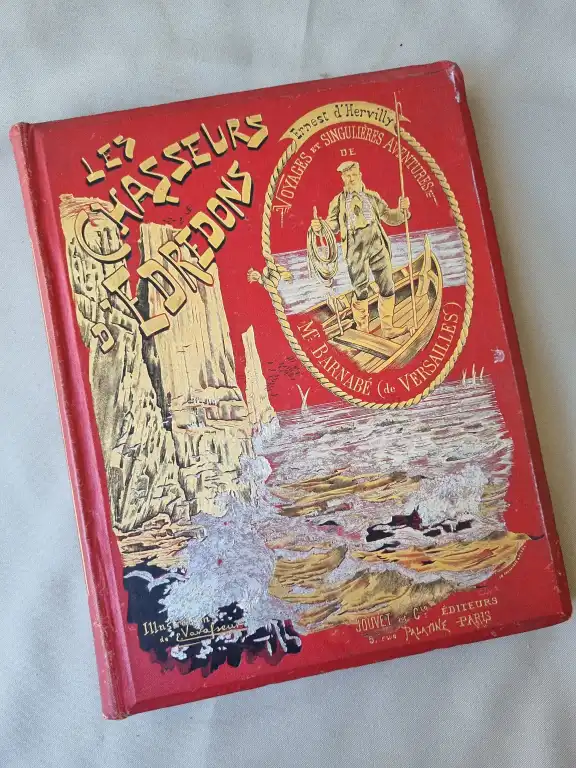 LES
CHASSEURS
D'EDREDONS
Ernest d'Hervilly
VOYAGES ET SINGULIÈRES AVENTURES
DE
Mr. BARNABÉ (de VERSAILLES)
Illustrations
de Vavasseur
JOUVET et Cie ÉDITEURS
5, rue PALATINE - PARIS